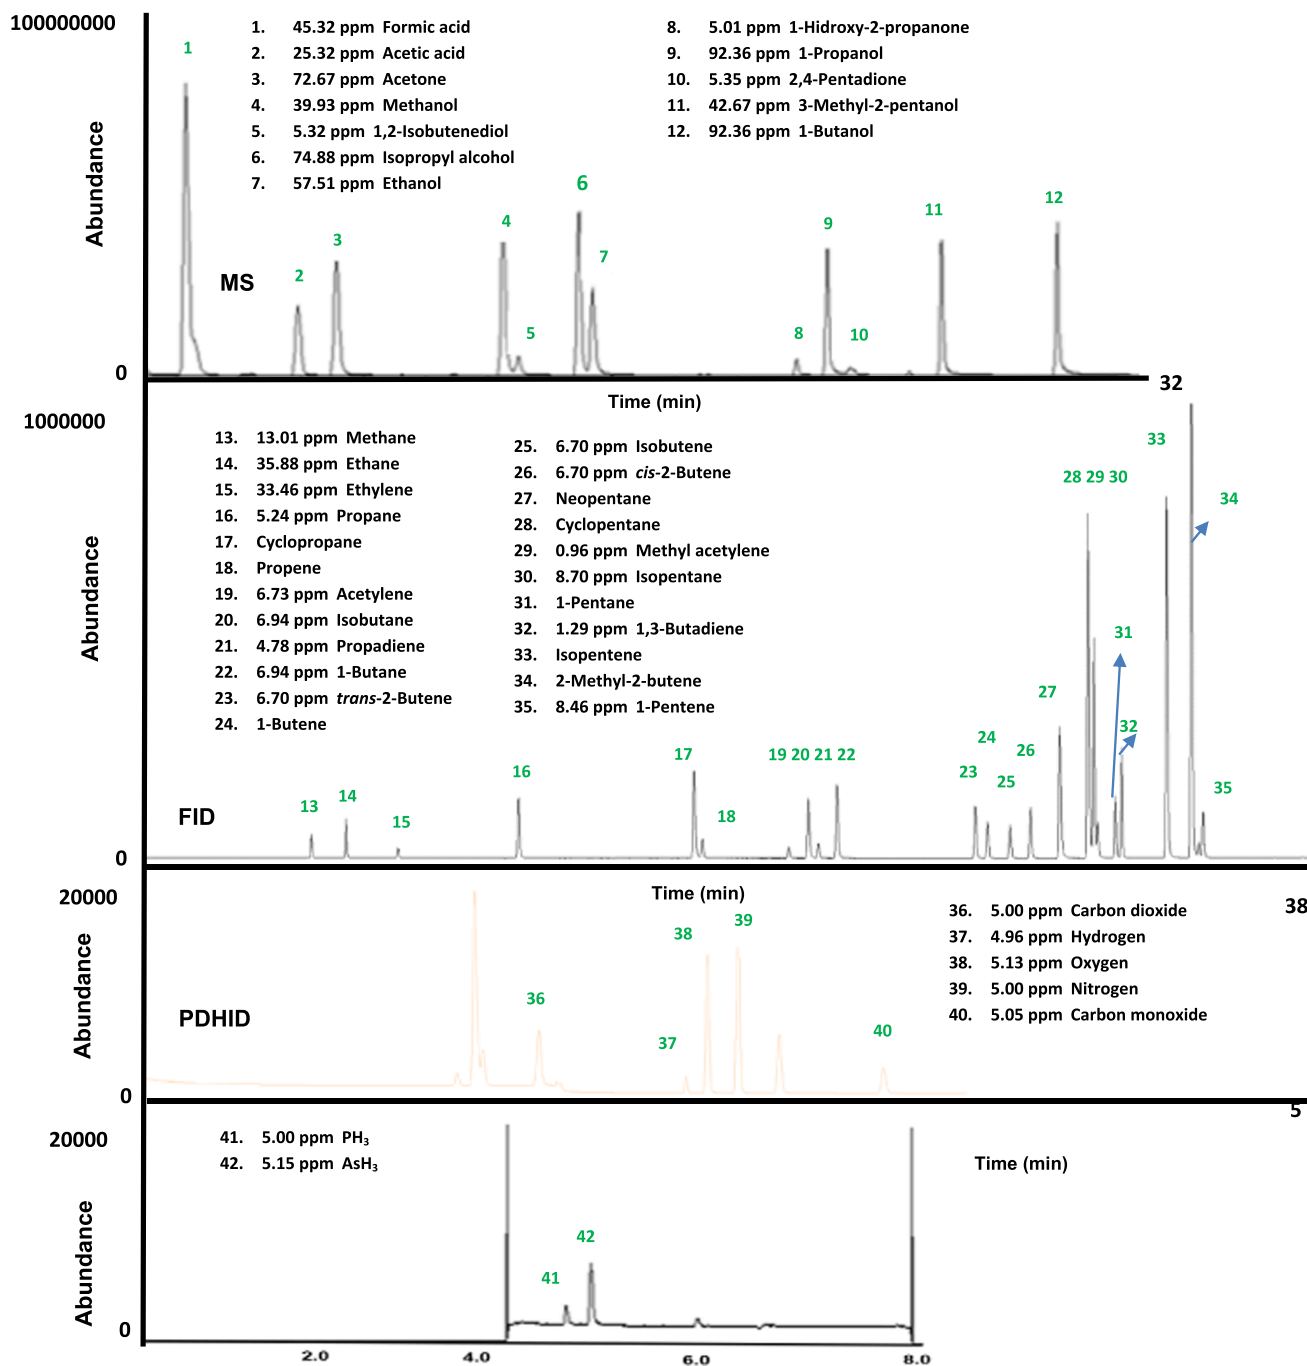 100000000
Abundance
0
MS
1. 45.32 ppm Formic acid
2. 25.32 ppm Acetic acid
3. 72.67 ppm Acetone
4. 39.93 ppm Methanol
5. 5.32 ppm 1,2-Isobutenediol
6. 74.88 ppm Isopropyl alcohol
7. 57.51 ppm Ethanol
8. 5.01 ppm 1-Hidroxy-2-propanone
9. 92.36 ppm 1-Propanol
10. 5.35 ppm 2,4-Pentadione
11. 42.67 ppm 3-Methyl-2-pentanol
12. 92.36 ppm 1-Butanol
1
2
3
4
5
6
7
8
9
10
11
12
Time (min)
1000000
Abundance
0
FID
13. 13.01 ppm Methane
14. 35.88 ppm Ethane
15. 33.46 ppm Ethylene
16. 5.24 ppm Propane
17. Cyclopropane
18. Propene
19. 6.73 ppm Acetylene
20. 6.94 ppm Isobutane
21. 4.78 ppm Propadiene
22. 6.94 ppm 1-Butane
23. 6.70 ppm trans-2-Butene
24. 1-Butene
25. 6.70 ppm Isobutene
26. 6.70 ppm cis-2-Butene
27. Neopentane
28. Cyclopentane
29. 0.96 ppm Methyl acetylene
30. 8.70 ppm Isopentane
31. 1-Pentane
32. 1.29 ppm 1,3-Butadiene
33. Isopentene
34. 2-Methyl-2-butene
35. 8.46 ppm 1-Pentene
13
14
15
16
17
18
19 20 21 22
23
24
25
26
27
28 29 30
31
32
33
32
34
35
Time (min)
20000
Abundance
0
PDHID
36. 5.00 ppm Carbon dioxide
37. 4.96 ppm Hydrogen
38. 5.13 ppm Oxygen
39. 5.00 ppm Nitrogen
40. 5.05 ppm Carbon monoxide
36
37
38
39
40
38
5
20000
Abundance
0
41. 5.00 ppm PH₃
42. 5.15 ppm AsH₃
41
42
Time (min)
2.0 4.0 6.0 8.0